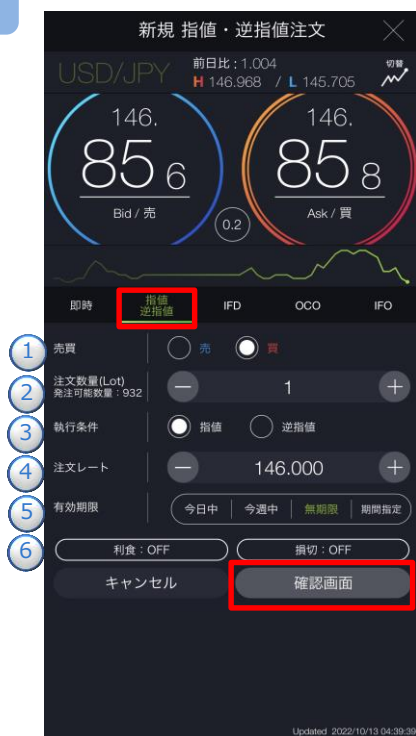 新規 指値・逆指値注文
USD/JPY
前日比 : 1.004
H 146.968 / L 145.705
切替
146.
856
Bid / 売
0.2
146.
858
Ask / 買
即時
指値
逆指値
IFD
OCO
IFO
1 売買 売 買
2 注文数量(Lot)
発注可能数量 : 932
1
3 執行条件 指値 逆指値
4 注文レート 146.000
5 有効期限 今日中 今週中 無期限 期間指定
6 利食 : OFF 損切 : OFF
キャンセル 確認画面
Updated 2022/10/13 04:39:39